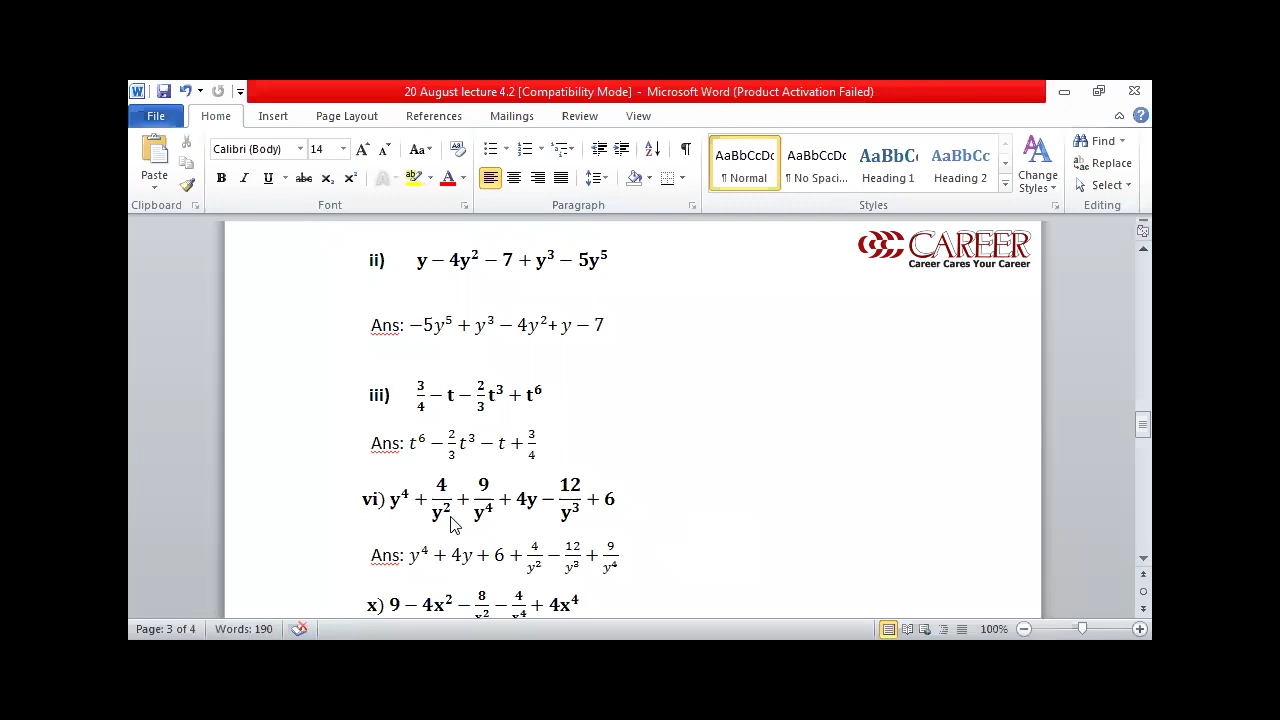 20 August lecture 4.2 [Compatibility Mode] - Microsoft Word (Product Activation Failed)
File Home Insert Page Layout References Mailings Review View
Calibri (Body) 14
Paste
AaBbCcDc AaBbCcDc AaBbCc AaBbCc
¶ Normal ¶ No Spaci... Heading 1 Heading 2
Change Styles
Find
Replace
Select
Clipboard Font Paragraph Styles Editing
CAREER
Career Cares Your Career
ii) y − 4y² − 7 + y³ − 5y⁵
Ans: −5y⁵ + y³ − 4y²+ y − 7
iii) 3/4 − t − 2/3 t³ + t⁶
Ans: t⁶ − 2/3 t³ − t + 3/4
vi) y⁴ + 4/y² + 9/y⁴ + 4y − 12/y³ + 6
Ans: y⁴ + 4y + 6 + 4/y² − 12/y³ + 9/y⁴
x) 9 − 4x² − 8/x² − 4/x⁴ + 4x⁴
Page: 3 of 4 Words: 190 100%